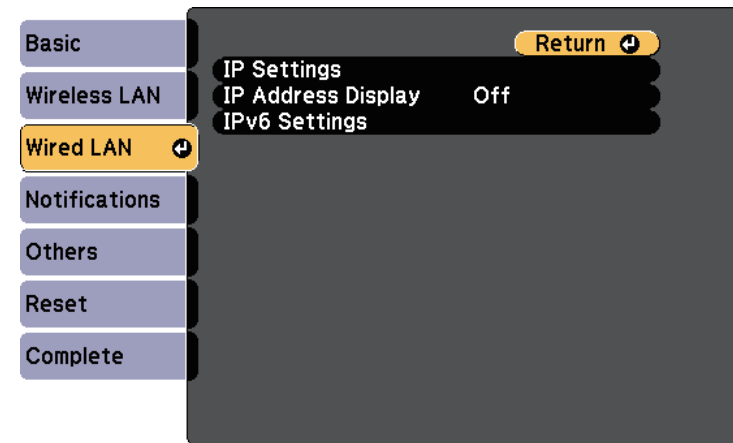 Basic
Wireless LAN
Wired LAN
Notifications
Others
Reset
Complete
Return
IP Settings
IP Address Display Off
IPv6 Settings